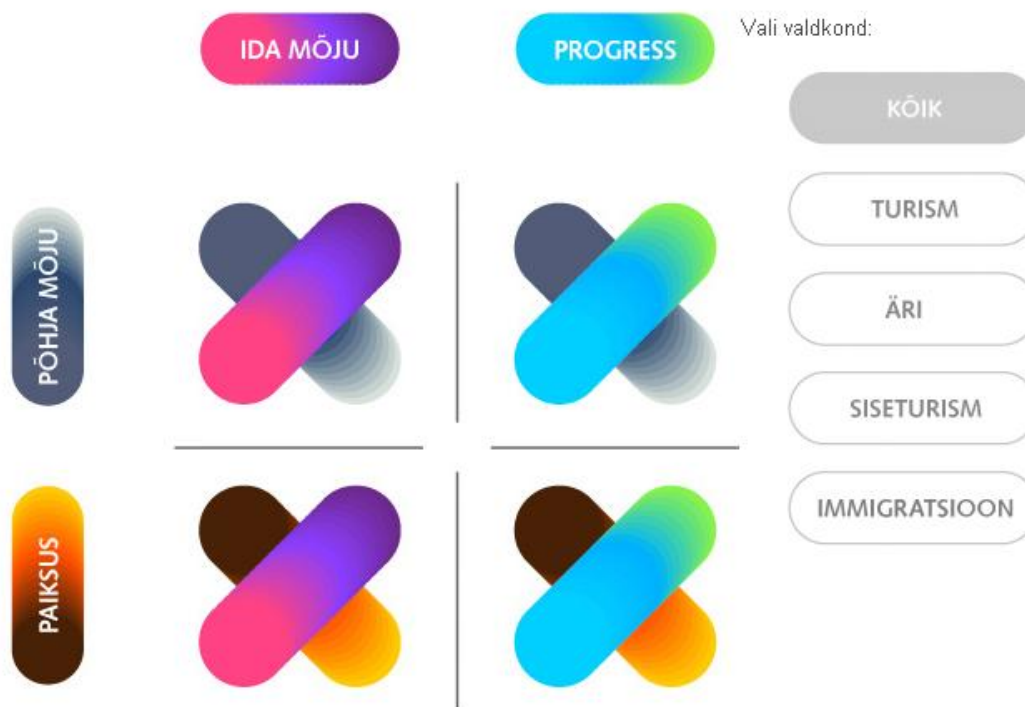 IDA MÕJU
PROGRESS
Vali valdkond:
KÕIK
TURISM
ÄRI
SISETURISM
IMMIGRATSIOON
PÕHJA MÕJU
PAIKSUS